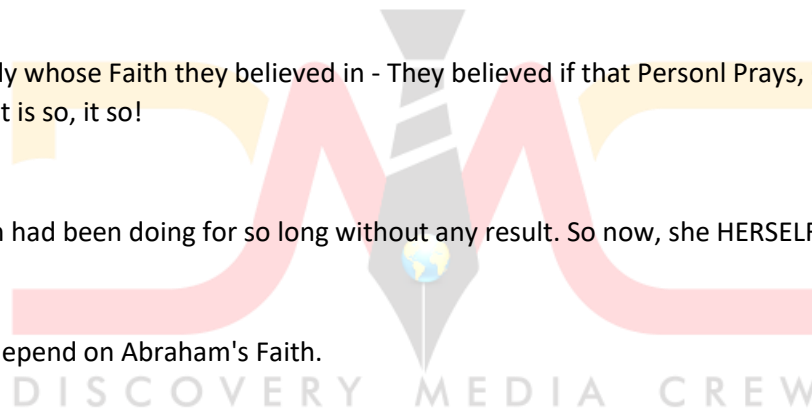 ly whose Faith they believed in - They believed if that Personl Prays,
t is so, it so!
n had been doing for so long without any result. So now, she HERSELF
epend on Abraham's Faith.
DISCOVERY MEDIA CREW